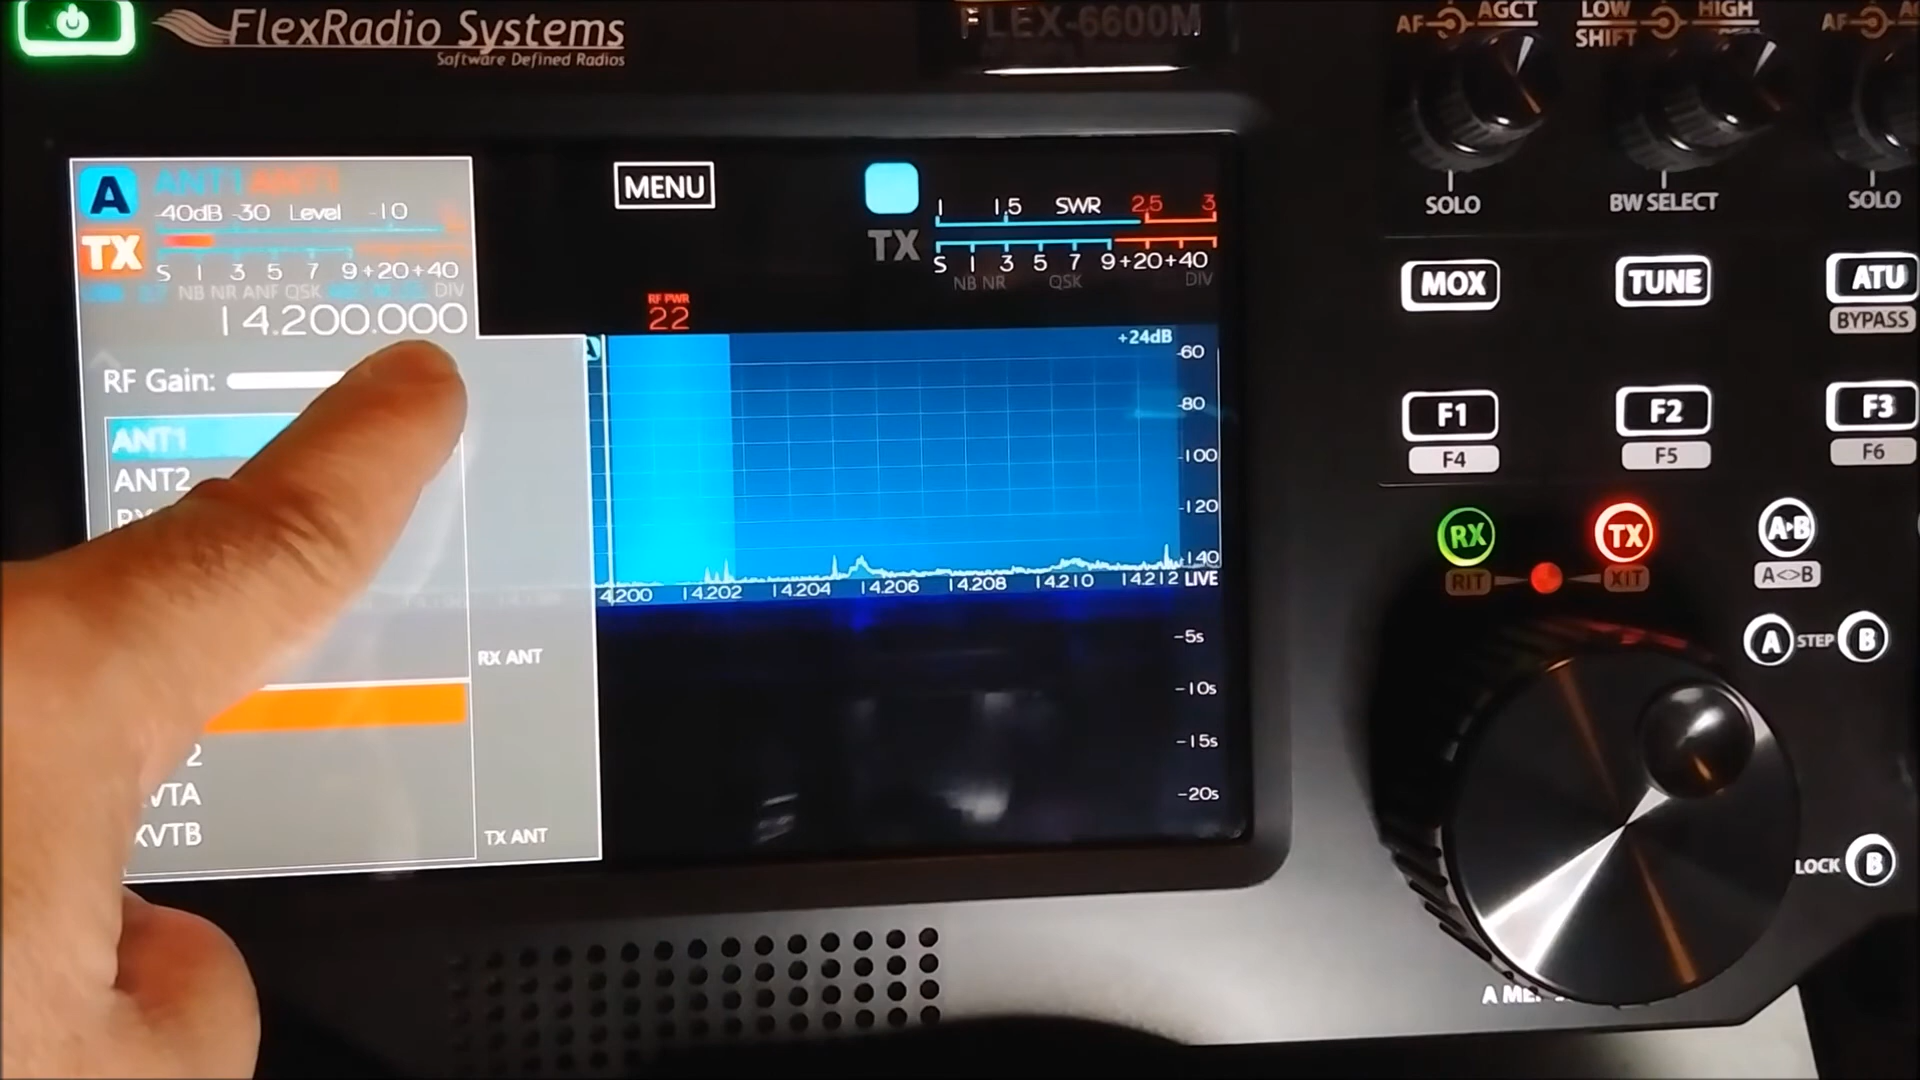 FlexRadio Systems
Software Defined Radios
FLEX-6600M
AF AGCT
LOW HIGH
SHIFT
AF
SOLO
BW SELECT
SOLO
A ANT1 ANT1
-40dB -30 Level -10
TX
S 1 3 5 7 9 +20 +40
NB NR ANF QSK DIV
14.200.000
RF Gain:
ANT1
ANT2
RX ANT
XVTB
TX ANT
MENU
1 1.5 SWR 2.5 3
TX
S 1 3 5 7 9 +20 +40
NB NR QSK DIV
RF PWR
22
+24dB
-60
-80
-100
-120
-140
4.200 14.202 14.204 14.206 14.208 14.210 14.212 LIVE
-5s
-10s
-15s
-20s
MOX
TUNE
ATU
BYPASS
F1
F2
F3
F4
F5
F6
RX
TX
A▸B
RIT
XIT
A<>B
A STEP B
LOCK B